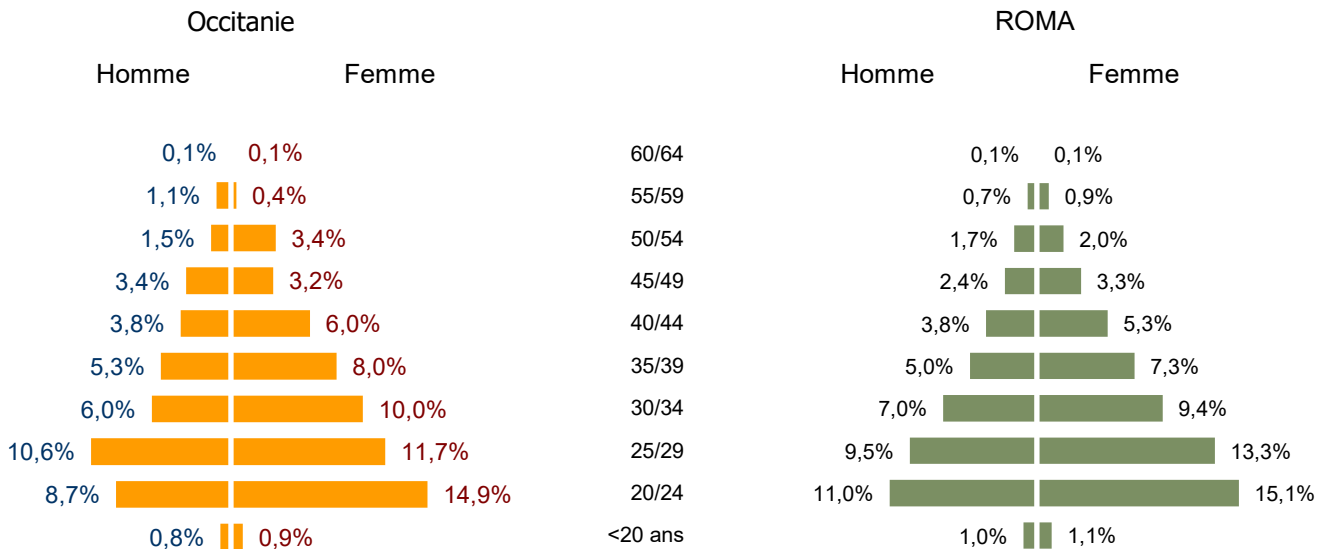 Occitanie ROMA
Homme Femme Homme Femme
0,1% 0,1% 60/64 0,1% 0,1%
1,1% 0,4% 55/59 0,7% 0,9%
1,5% 3,4% 50/54 1,7% 2,0%
3,4% 3,2% 45/49 2,4% 3,3%
3,8% 6,0% 40/44 3,8% 5,3%
5,3% 8,0% 35/39 5,0% 7,3%
6,0% 10,0% 30/34 7,0% 9,4%
10,6% 11,7% 25/29 9,5% 13,3%
8,7% 14,9% 20/24 11,0% 15,1%
0,8% 0,9% <20 ans 1,0% 1,1%